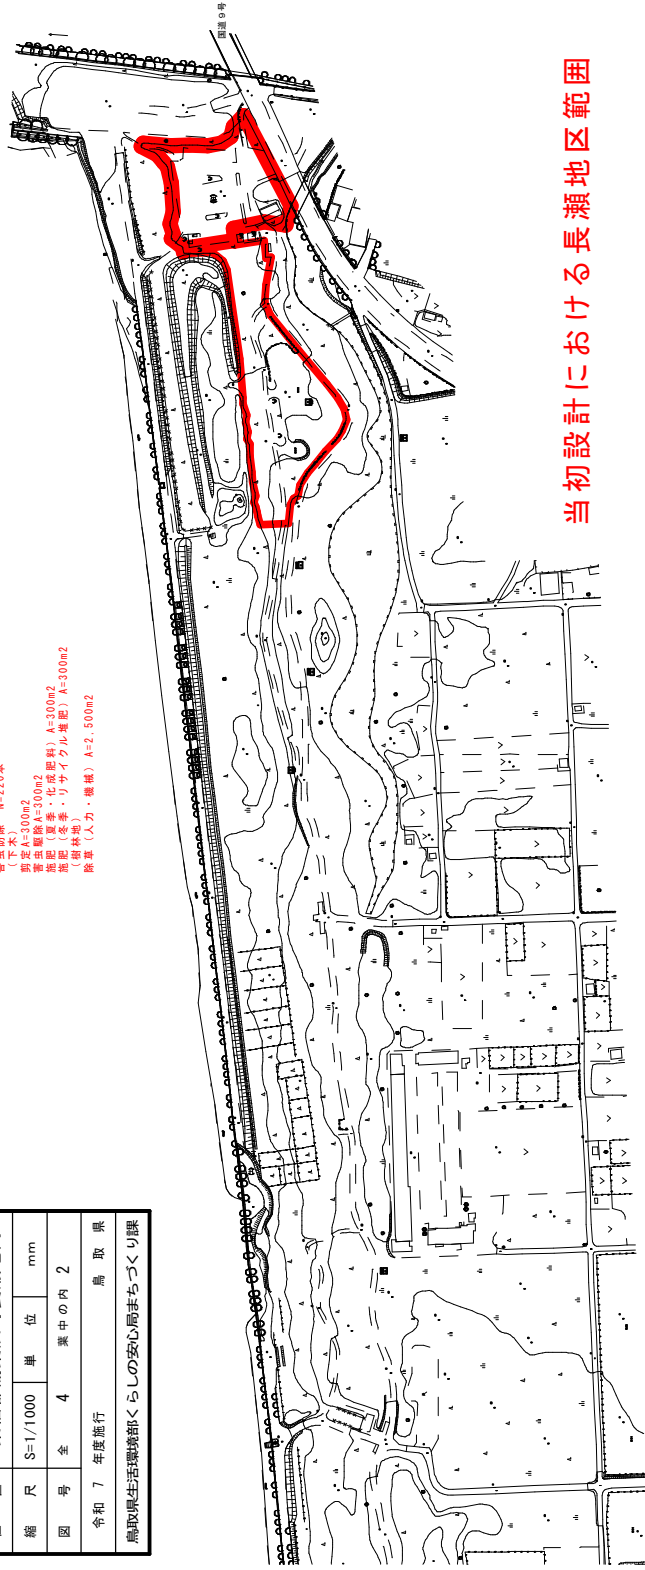 国道9号
当初設計における長瀬地区範囲
(下木)
剪定A=300m2
害虫駆除A=300m2
施肥(夏季・化成肥料)A=300m2
施肥(冬季・リサイクル堆肥)A=300m2
(樹林地)
除草(人力・機械)A=2,500m2
縮尺 S=1/1000 単位 mm
図号 全 4 葉中の内 2
令和 7 年度施行 鳥取県
鳥取県生活環境部くらしの安心局まちづくり課